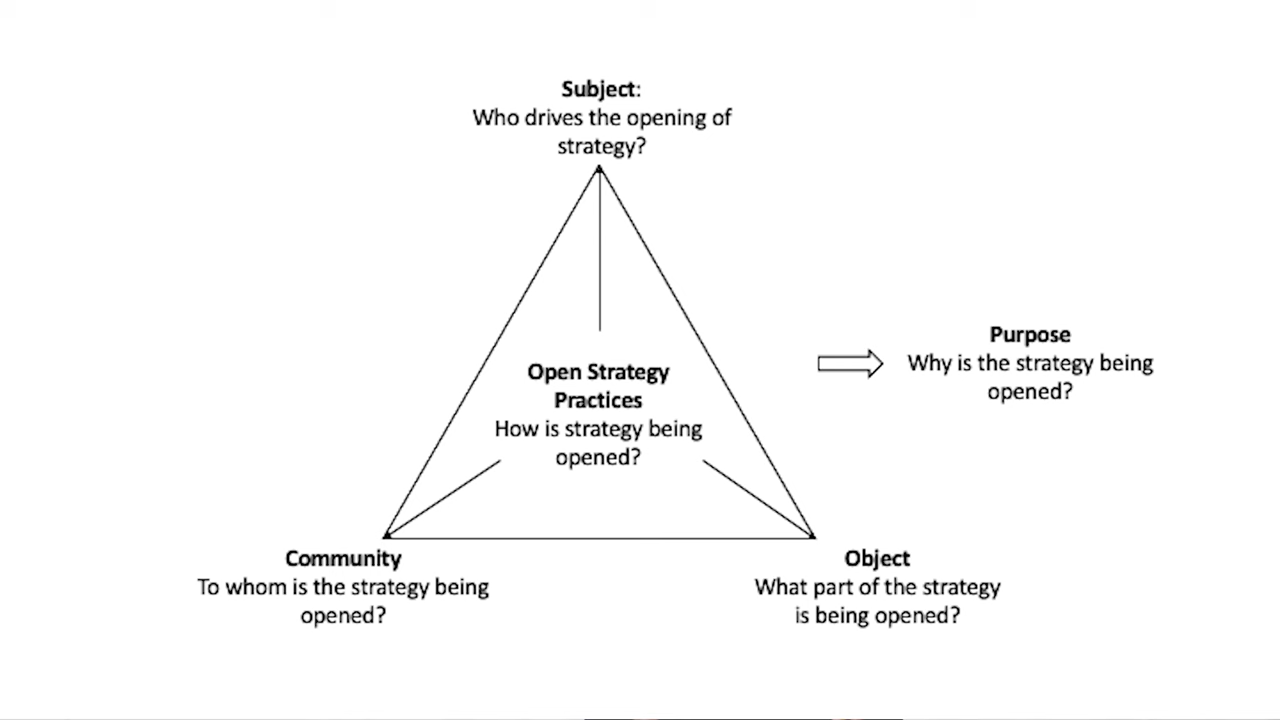 Subject:
Who drives the opening of
strategy?
Purpose
Why is the strategy being
opened?
Open Strategy
Practices
How is strategy being
opened?
Community
To whom is the strategy being
opened?
Object
What part of the strategy
is being opened?